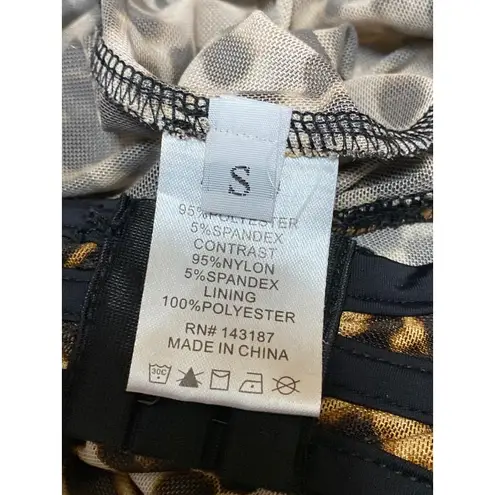 S
95%POLYESTER
5%SPANDEX
CONTRAST
95%NYLON
5%SPANDEX
LINING
100%POLYESTER
RN# 143187
MADE IN CHINA
30C